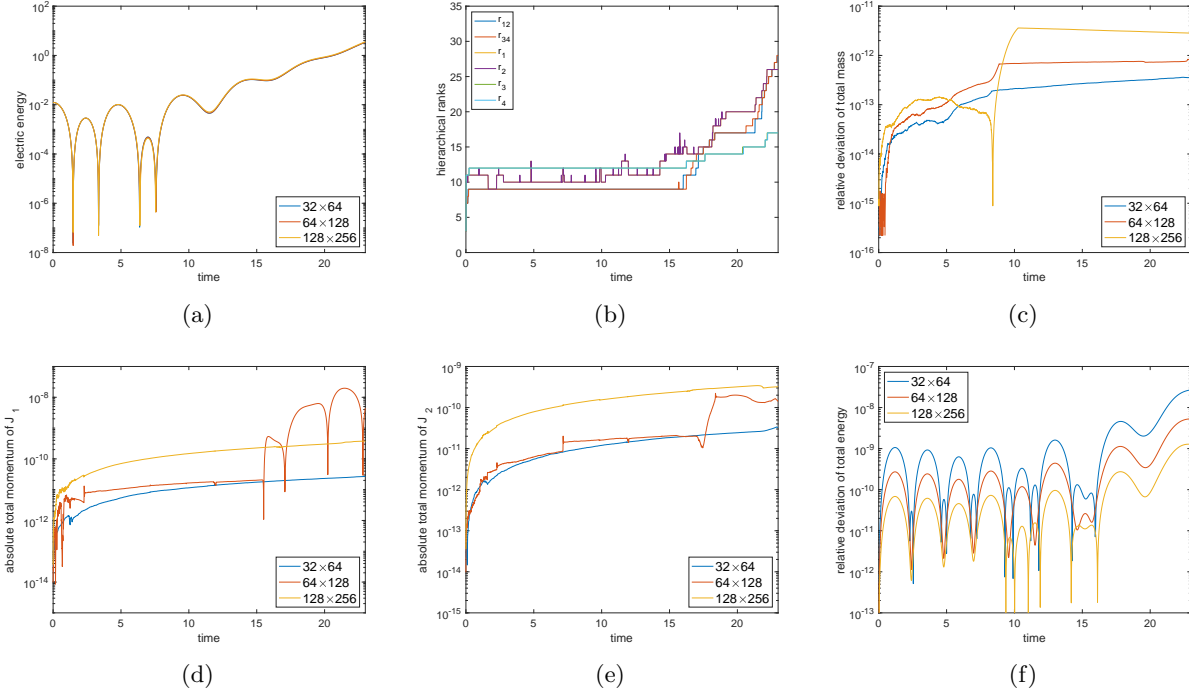 electric energy
10^2
10^0
10^-2
10^-4
10^-6
10^-8
0 5 10 15 20
time
32×64
64×128
128×256
(a)
hierarchical ranks
35
30
25
20
15
10
5
0
0 5 10 15 20
time
r_12
r_34
r_1
r_2
r_3
r_4
(b)
relative deviation of total mass
10^-11
10^-12
10^-13
10^-14
10^-15
10^-16
0 5 10 15 20
time
32×64
64×128
128×256
(c)
absolute total momentum of J_1
10^-8
10^-10
10^-12
10^-14
0 5 10 15 20
time
32×64
64×128
128×256
(d)
absolute total momentum of J_2
10^-9
10^-10
10^-11
10^-12
10^-13
10^-14
10^-15
0 5 10 15 20
time
32×64
64×128
128×256
(e)
relative deviation of total energy
10^-7
10^-8
10^-9
10^-10
10^-11
10^-12
10^-13
0 5 10 15 20
time
32×64
64×128
128×256
(f)